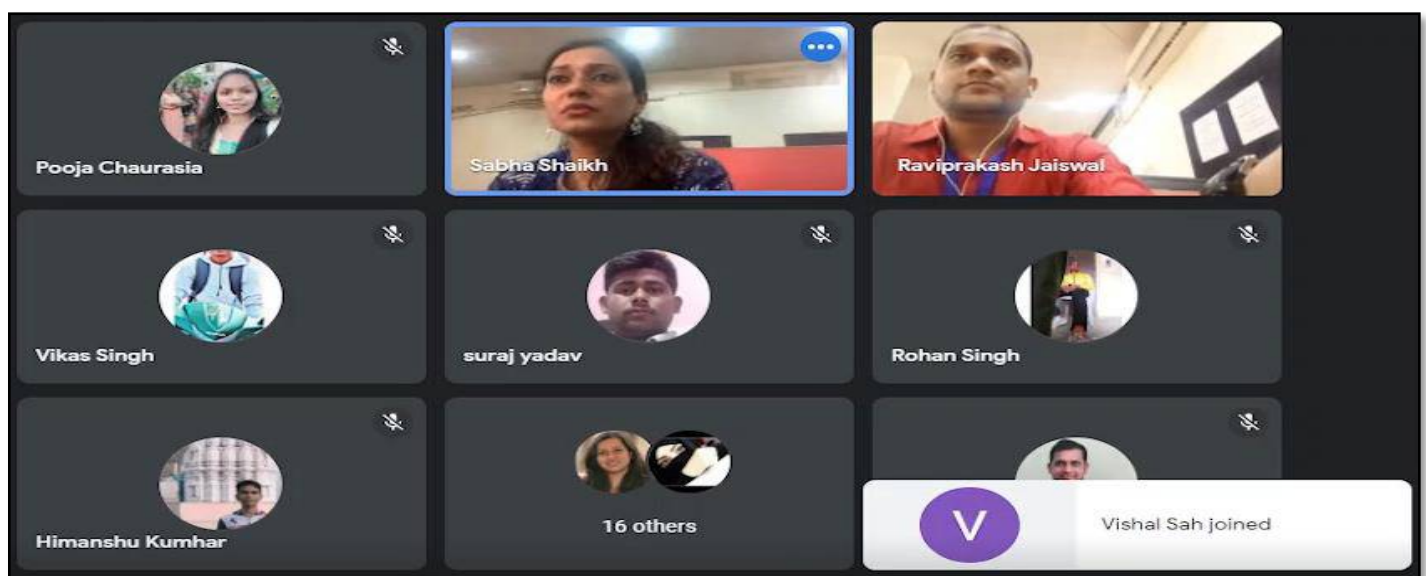 Pooja Chaurasia
Sabha Shaikh
Raviprakash Jaiswal
Vikas Singh
suraj yadav
Rohan Singh
Himanshu Kumhar
16 others
V
Vishal Sah joined